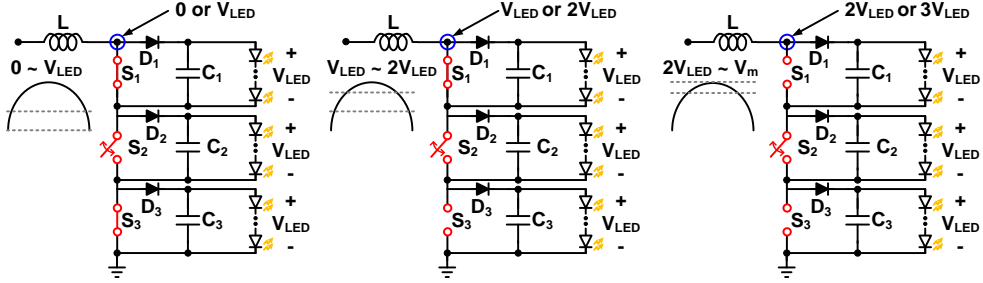 0 or VLED
L
D1
S1
C1
+
VLED
-
0 ~ VLED
D2
S2
C2
+
VLED
-
D3
S3
C3
+
VLED
-
VLED or 2VLED
L
D1
S1
C1
+
VLED
-
VLED ~ 2VLED
D2
S2
C2
+
VLED
-
D3
S3
C3
+
VLED
-
2VLED or 3VLED
L
D1
S1
C1
+
VLED
-
2VLED ~ Vm
D2
S2
C2
+
VLED
-
D3
S3
C3
+
VLED
-